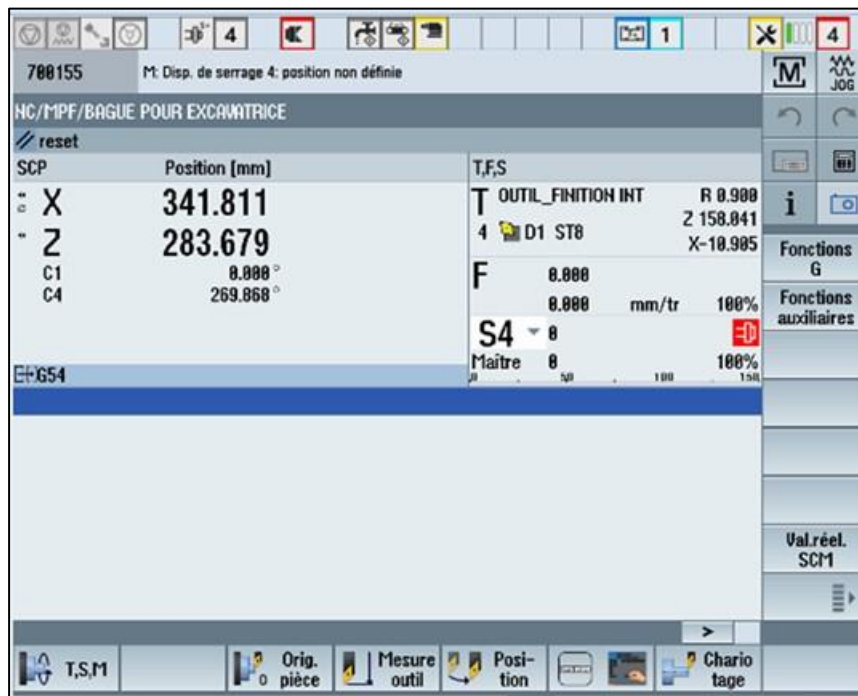 4
1
4
700155
M: Disp. de serrage 4: position non définie
M
JOG
NC/MPF/BAGUE POUR EXCAVATRICE
reset
SCP Position [mm]
T,F,S
X 341.811
Z 283.679
C1 0.000°
C4 269.868°
T OUTIL_FINITION INT R 0.900
Z 158.041
4 D1 ST8 X-10.905
F 0.000
0.000 mm/tr 100%
S4 0
Maître 0 100%
0 50 100 150
G54
i
Fonctions
G
Fonctions
auxiliaires
Val.réel.
SCM
>
T,S,M
Orig.
pièce
Mesure
outil
Posi-
tion
Chario
tage